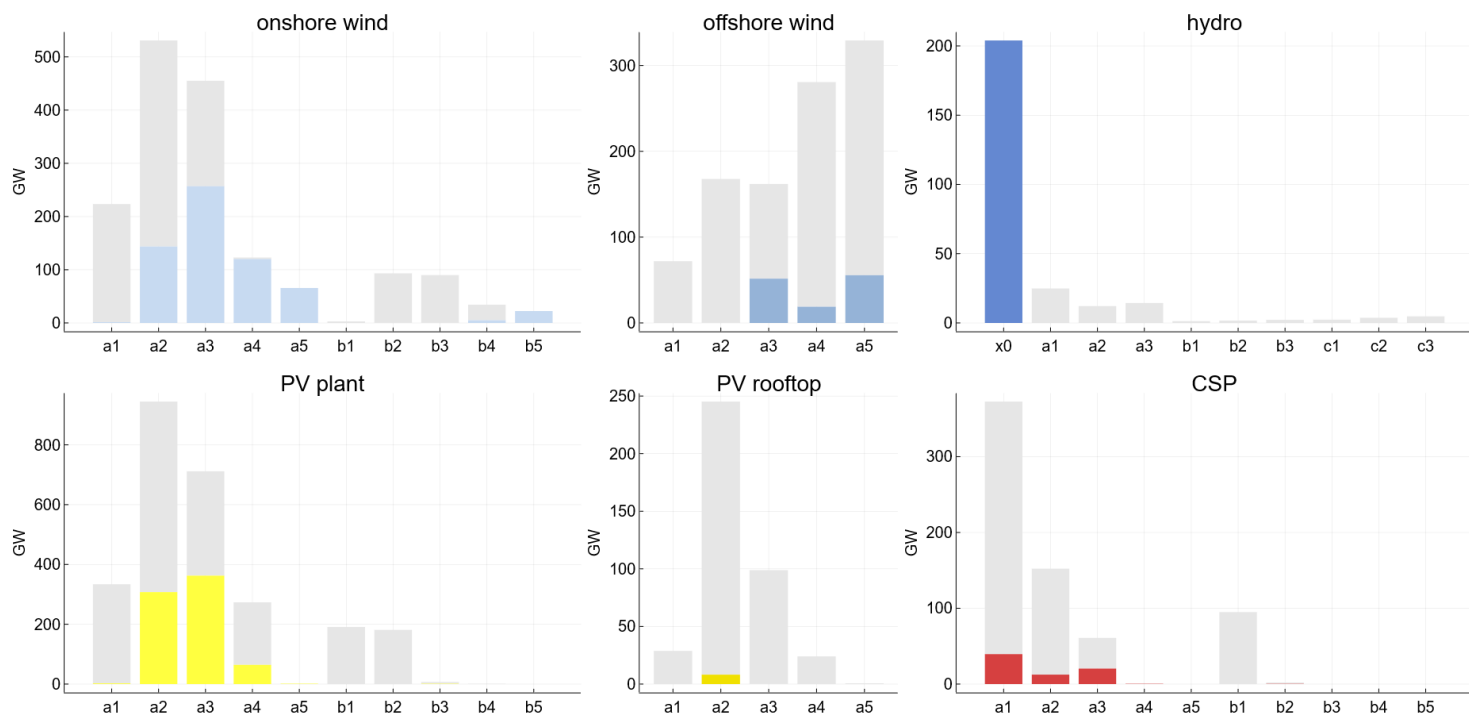 onshore wind
GW
500
400
300
200
100
0
a1 a2 a3 a4 a5 b1 b2 b3 b4 b5
offshore wind
GW
300
200
100
0
a1 a2 a3 a4 a5
hydro
GW
200
150
100
50
0
x0 a1 a2 a3 b1 b2 b3 c1 c2 c3
PV plant
GW
800
600
400
200
0
a1 a2 a3 a4 a5 b1 b2 b3 b4 b5
PV rooftop
GW
250
200
150
100
50
0
a1 a2 a3 a4 a5
CSP
GW
300
200
100
0
a1 a2 a3 a4 a5 b1 b2 b3 b4 b5